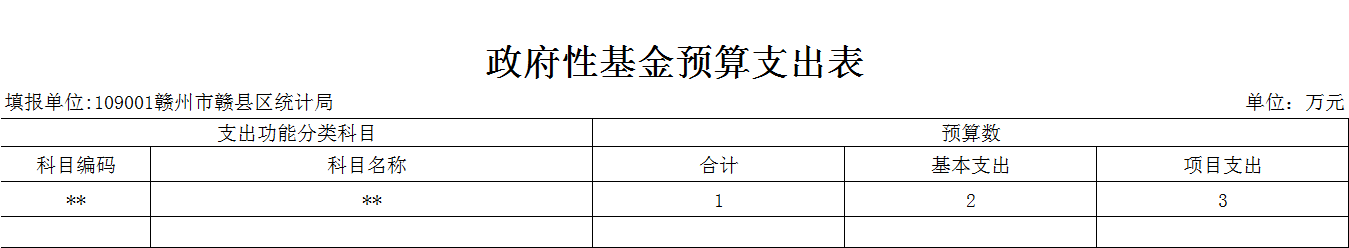 政府性基金预算支出表
填报单位:109001赣州市赣县区统计局 单位：万元
支出功能分类科目 预算数
科目编码 科目名称 合计 基本支出 项目支出
** ** 1 2 3